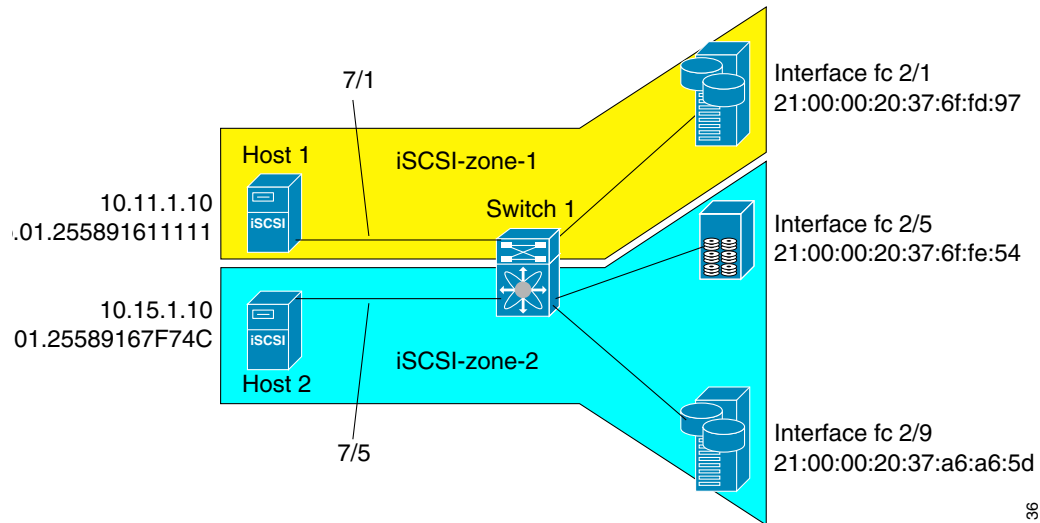 7/1
Interface fc 2/1
21:00:00:20:37:6f:fd:97
Host 1
iSCSI-zone-1
10.11.1.10
.01.255891611111
iSCSI
Switch 1
Interface fc 2/5
21:00:00:20:37:6f:fe:54
10.15.1.10
01.25589167F74C
iSCSI
iSCSI-zone-2
Host 2
7/5
Interface fc 2/9
21:00:00:20:37:a6:a6:5d
36